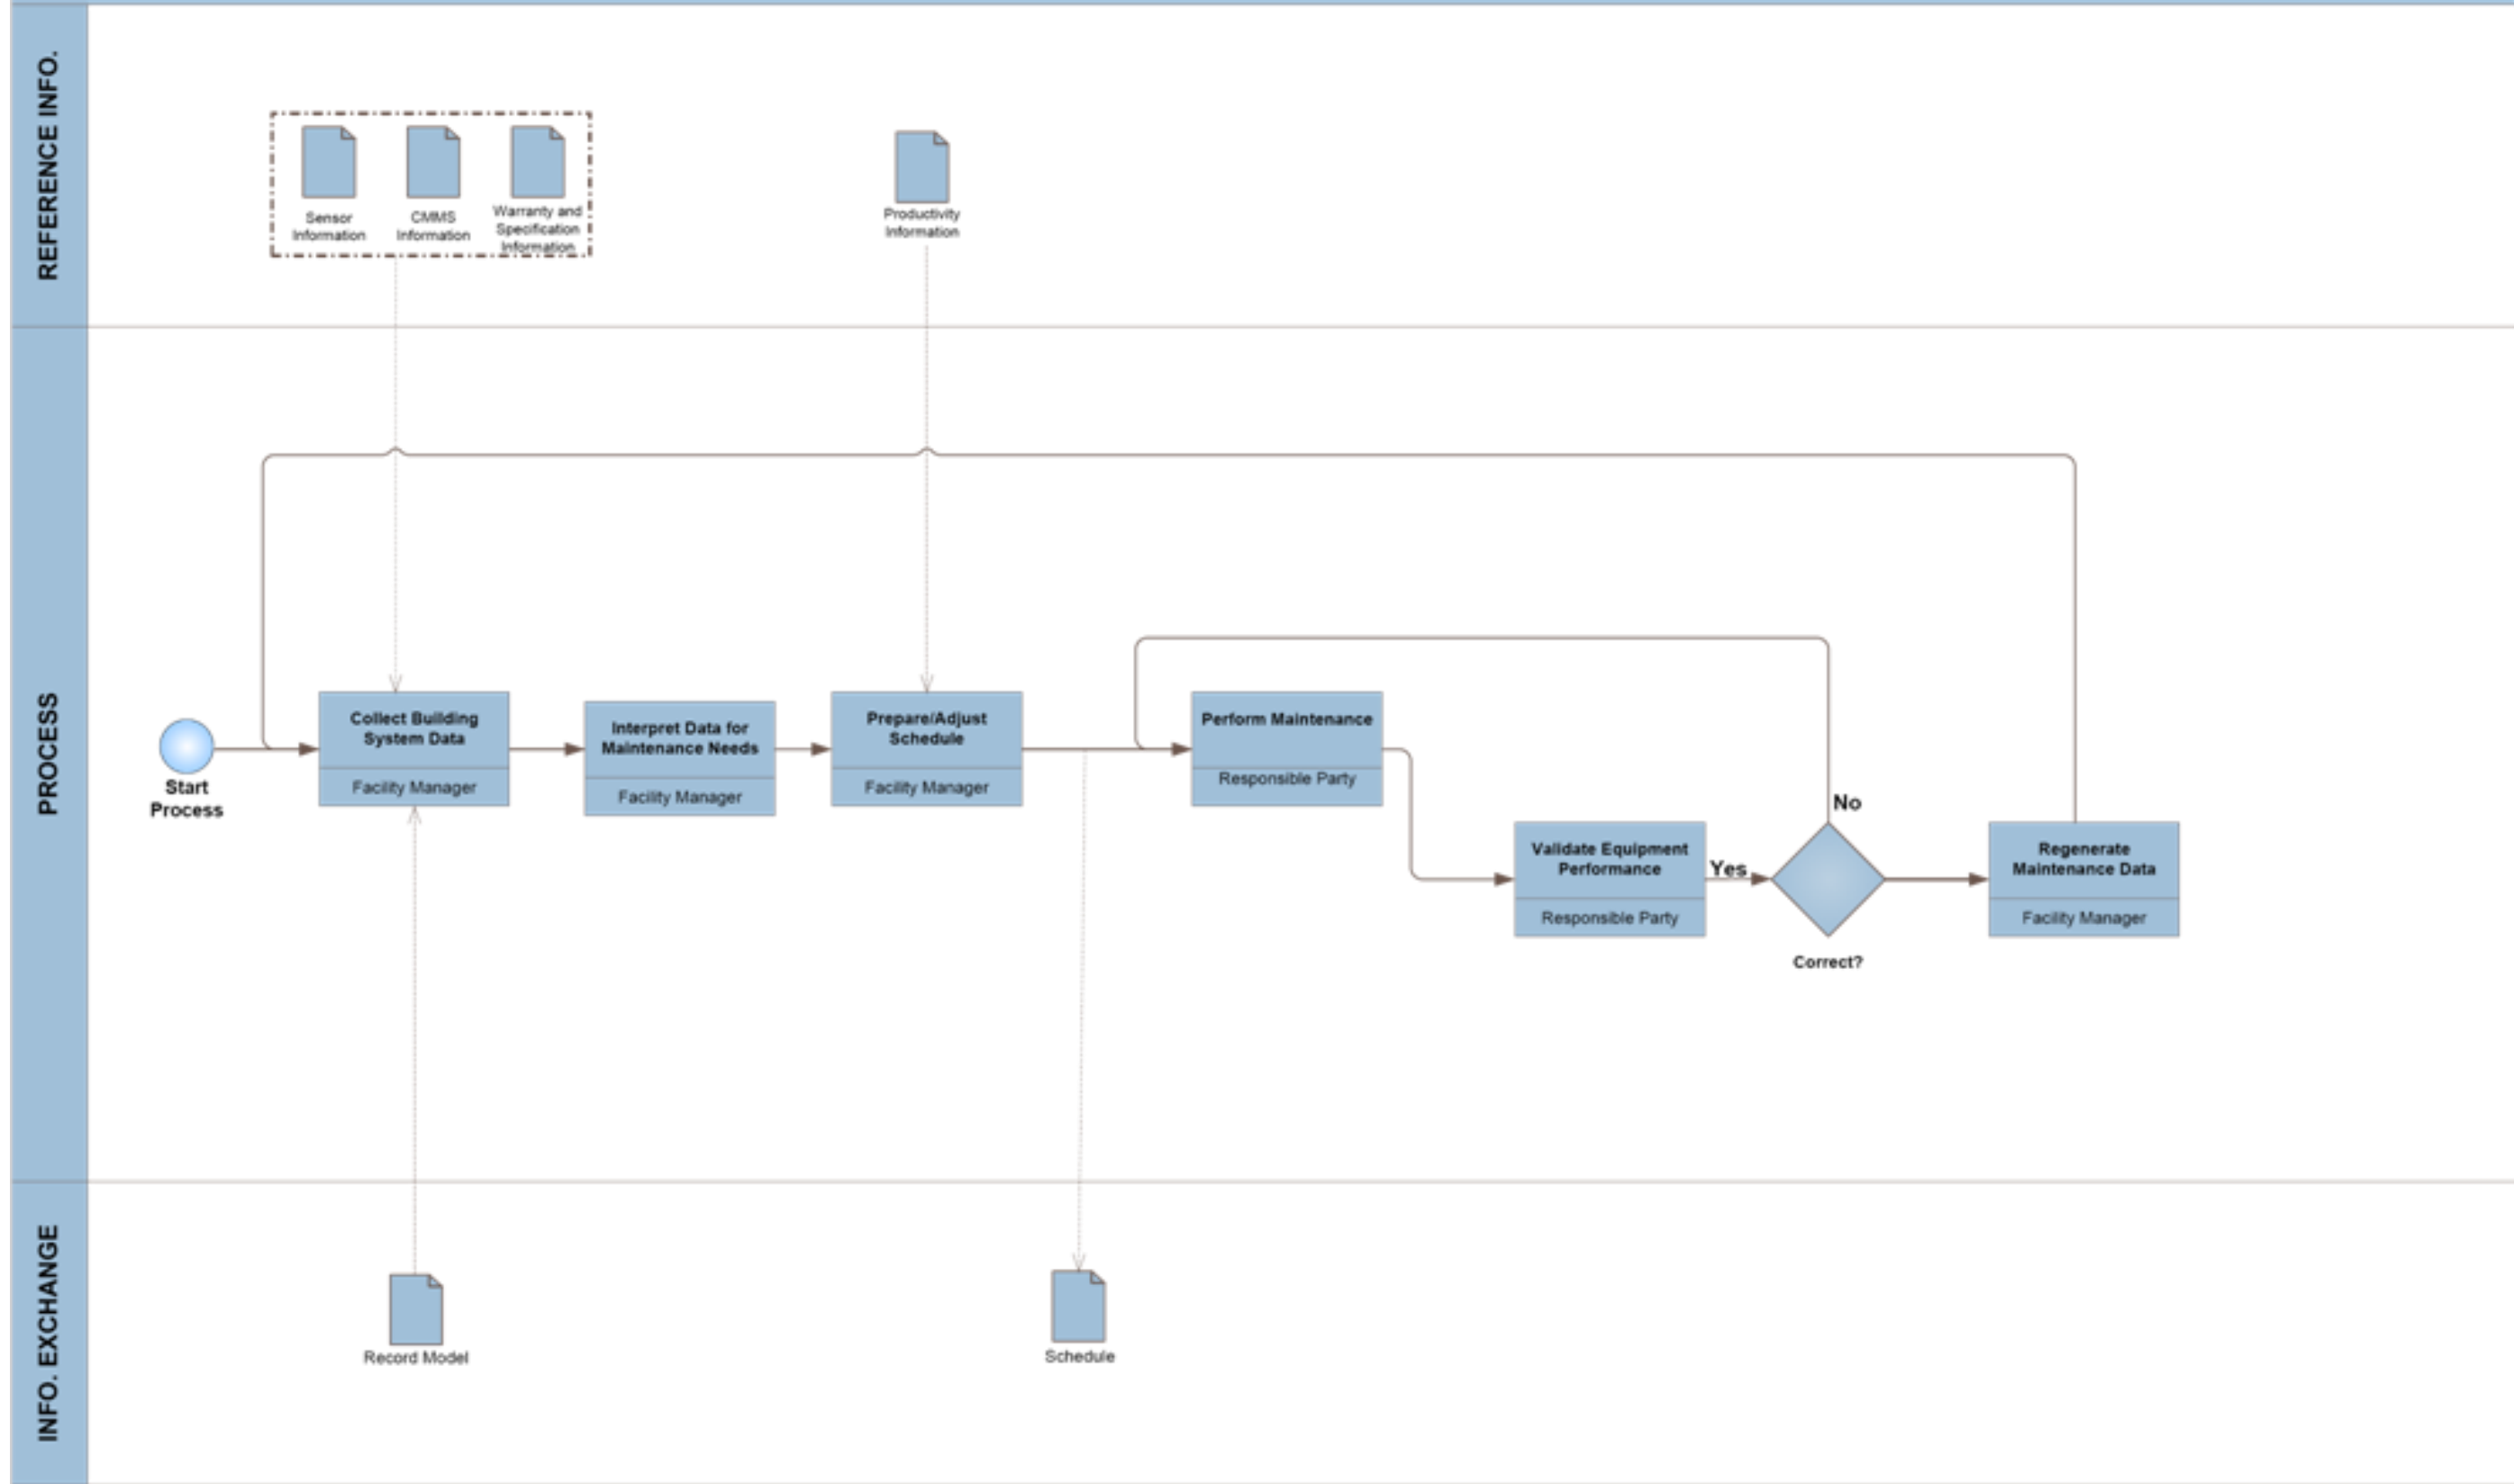 REFERENCE INFO.
Sensor
Information
CMMS
Information
Warranty and
Specification
Information
Productivity
Information
PROCESS
Start
Process
Collect Building
System Data
Facility Manager
Interpret Data for
Maintenance Needs
Facility Manager
Prepare/Adjust
Schedule
Facility Manager
Perform Maintenance
Responsible Party
Validate Equipment
Performance
Responsible Party
Yes
No
Correct?
Regenerate
Maintenance Data
Facility Manager
INFO. EXCHANGE
Record Model
Schedule